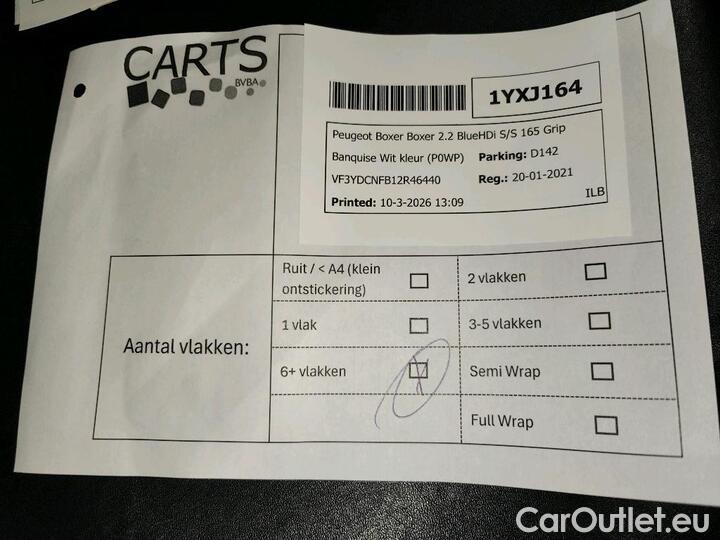 CARTS
BVBA
1YXJ164
Peugeot Boxer Boxer 2.2 BlueHDi S/S 165 Grip
Banquise Wit kleur (P0WP) Parking: D142
VF3YDCNFB12R46440 Reg.: 20-01-2021
Printed: 10-3-2026 13:09 ILB
Aantal vlakken:
Ruit / < A4 (klein
ontstickering)
2 vlakken
1 vlak
3-5 vlakken
6+ vlakken
Semi Wrap
Full Wrap
CarOutlet.eu